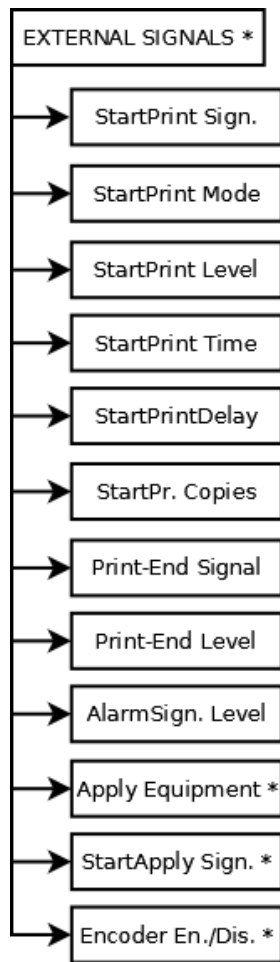 EXTERNAL SIGNALS *
StartPrint Sign.
StartPrint Mode
StartPrint Level
StartPrint Time
StartPrintDelay
StartPr. Copies
Print-End Signal
Print-End Level
AlarmSign. Level
Apply Equipment *
StartApply Sign. *
Encoder En./Dis. *